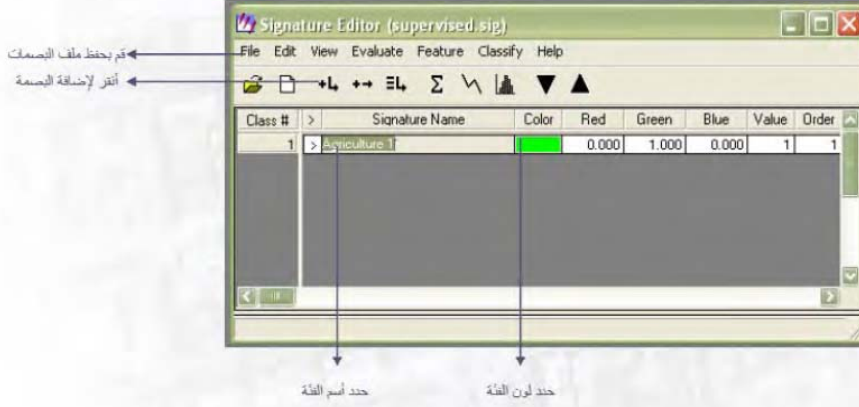 Signature Editor (supervised.sig)
قم بحفظ ملف البصمات
File Edit View Evaluate Feature Classify Help
أنقر لإضافة البصمة
Σ
Class # > Signature Name Color Red Green Blue Value Order
1 > Agriculture 1 0.000 1.000 0.000 1 1
حدد أسم الفئة حدد لون الفئة